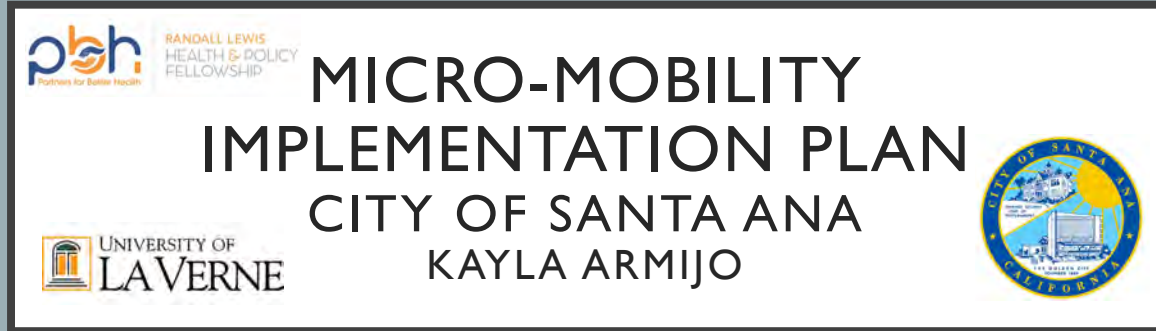 pbh
Partners for Better Health
RANDALL LEWIS
HEALTH & POLICY
FELLOWSHIP
MICRO-MOBILITY
IMPLEMENTATION PLAN
CITY OF SANTA ANA
KAYLA ARMIJO
UNIVERSITY OF
LA VERNE
CITY OF SANTA ANA
CALIFORNIA